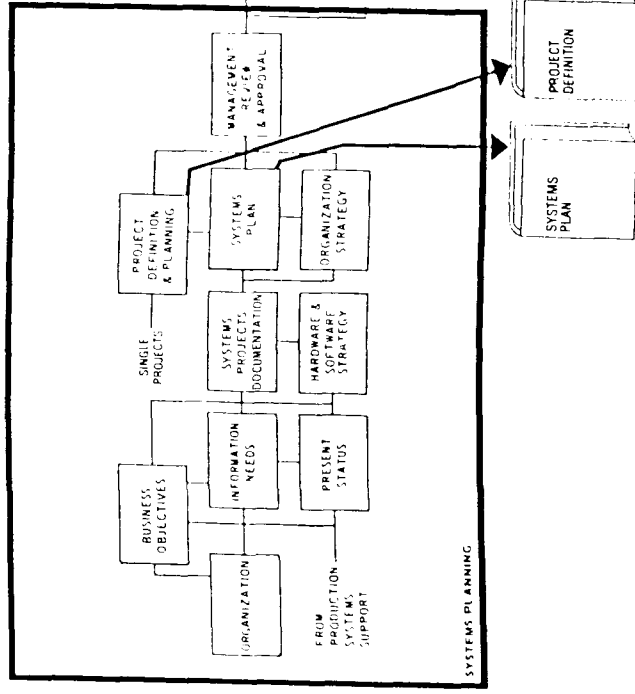 MANAGEMENT
REVIEW
& APPROVAL
PROJECT
DEFINITION
& PLANNING
SYSTEMS
PLAN
ORGANIZATION
STRATEGY
SINGLE
PROJECTS
SYSTEMS
PROJECTS
DOCUMENTATION
HARDWARE &
SOFTWARE
STRATEGY
BUSINESS
OBJECTIVES
INFORMATION
NEEDS
PRESENT
STATUS
ORGANIZATION
FROM
PRODUCTION
SYSTEMS
SUPPORT
SYSTEMS PLANNING
PROJECT
DEFINITION
SYSTEMS
PLAN